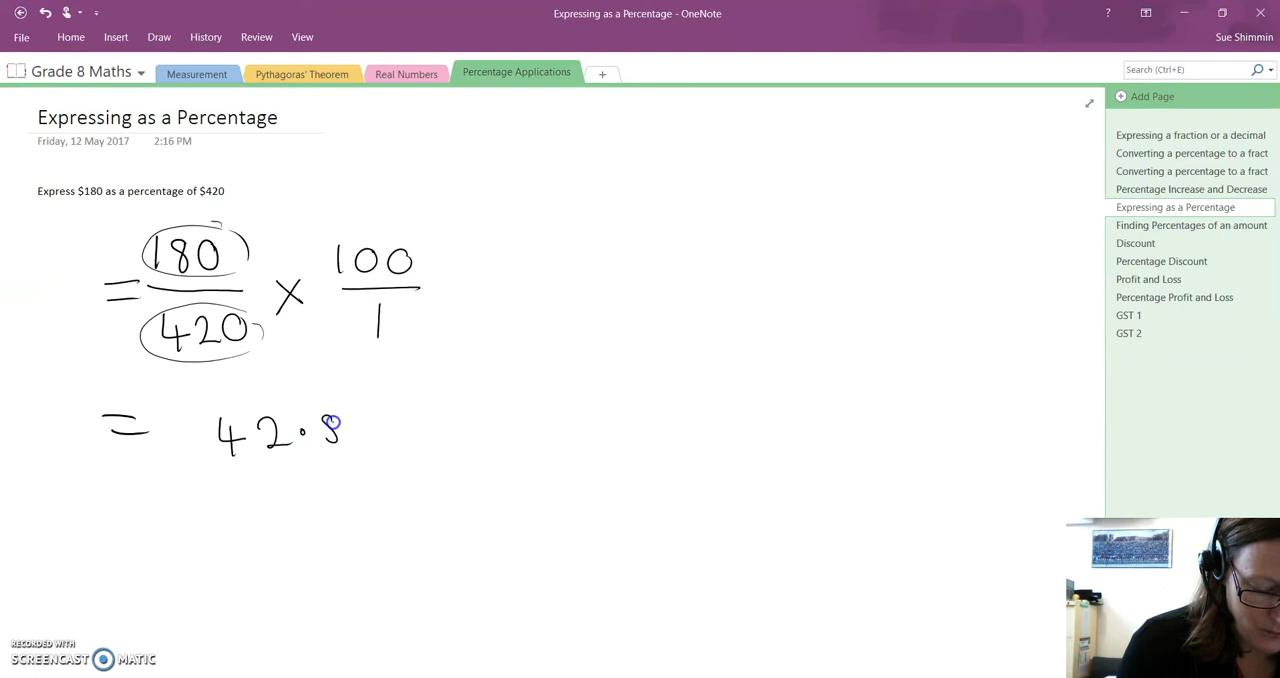 Expressing as a Percentage - OneNote
?
File Home Insert Draw History Review View
Sue Shimmin
Grade 8 Maths
Measurement
Pythagoras' Theorem
Real Numbers
Percentage Applications
+
Search (Ctrl+E)
Expressing as a Percentage
Friday, 12 May 2017 2:16 PM
Express $180 as a percentage of $420
= 180/420 × 100/1
= 42.8
Add Page
Expressing a fraction or a decimal
Converting a percentage to a fract
Converting a percentage to a fract
Percentage Increase and Decrease
Expressing as a Percentage
Finding Percentages of an amount
Discount
Percentage Discount
Profit and Loss
Percentage Profit and Loss
GST 1
GST 2
RECORDED WITH
SCREENCAST MATIC